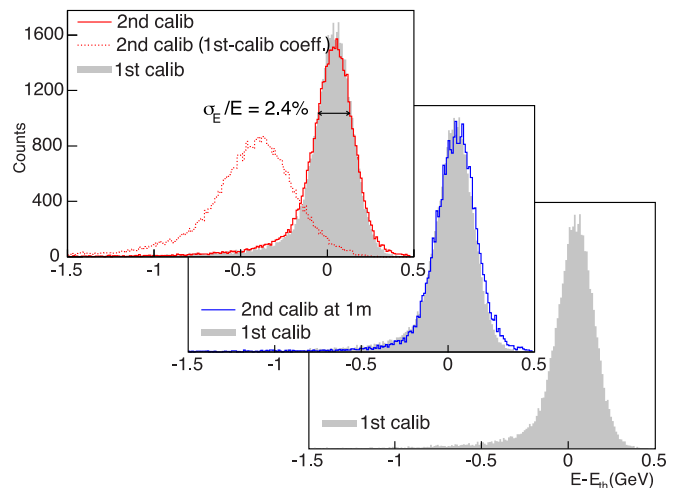 2nd calib
2nd calib (1st-calib coeff.)
1st calib
σE/E = 2.4%
Counts
1600
1200
800
400
0
-1.5 -1 -0.5 0 0.5
2nd calib at 1m
1st calib
-1.5 -1 -0.5 0 0.5
1st calib
-1.5 -1 -0.5 0 0.5
E-Eth(GeV)